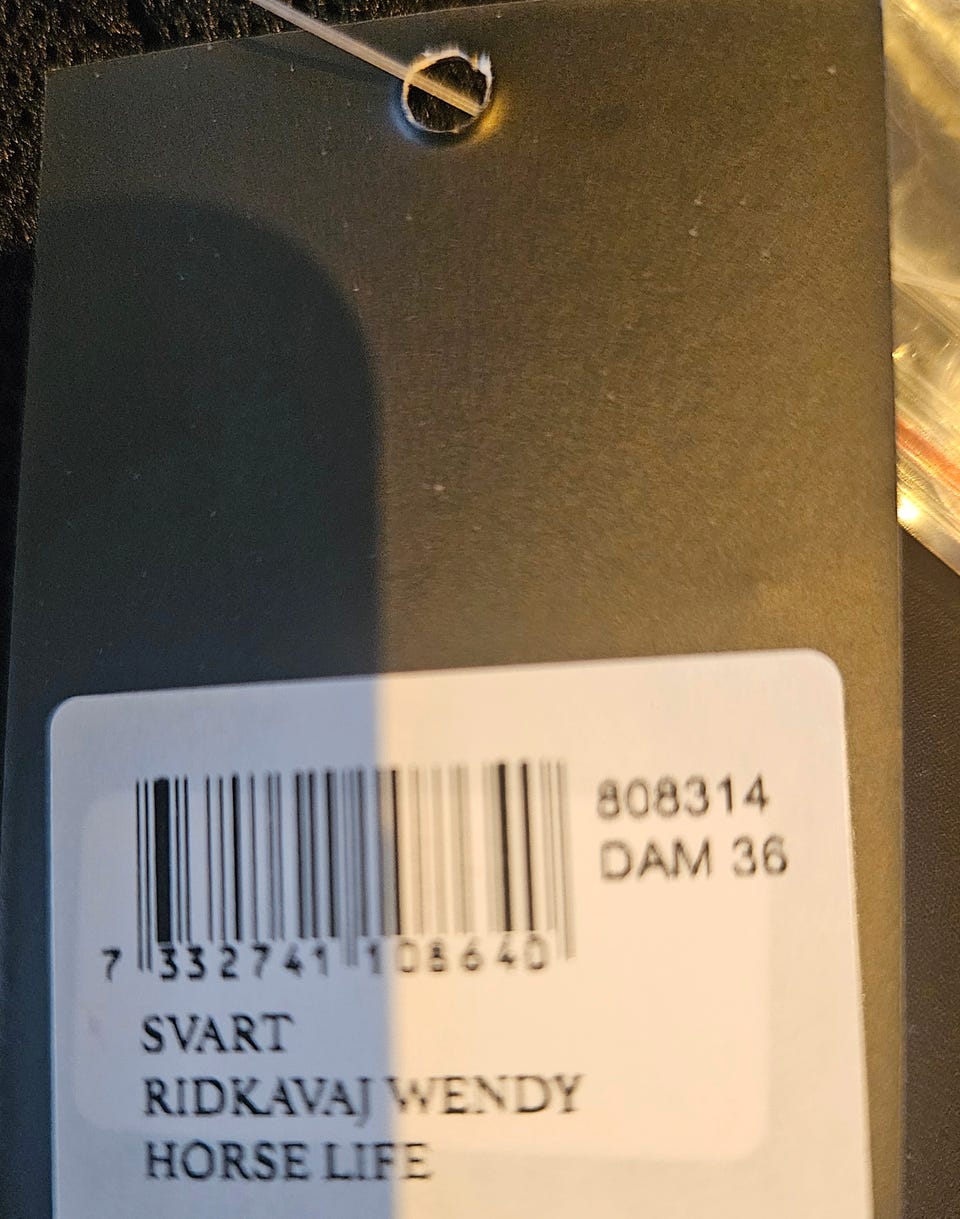 808314
DAM 36
7 332741 108640
SVART
RIDKAVAJ WENDY
HORSE LIFE